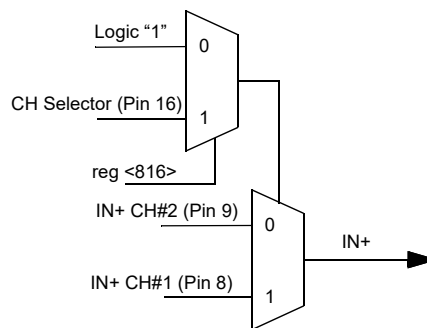 Logic “1”
0
CH Selector (Pin 16)
1
reg <816>
IN+ CH#2 (Pin 9)
0
IN+
IN+ CH#1 (Pin 8)
1